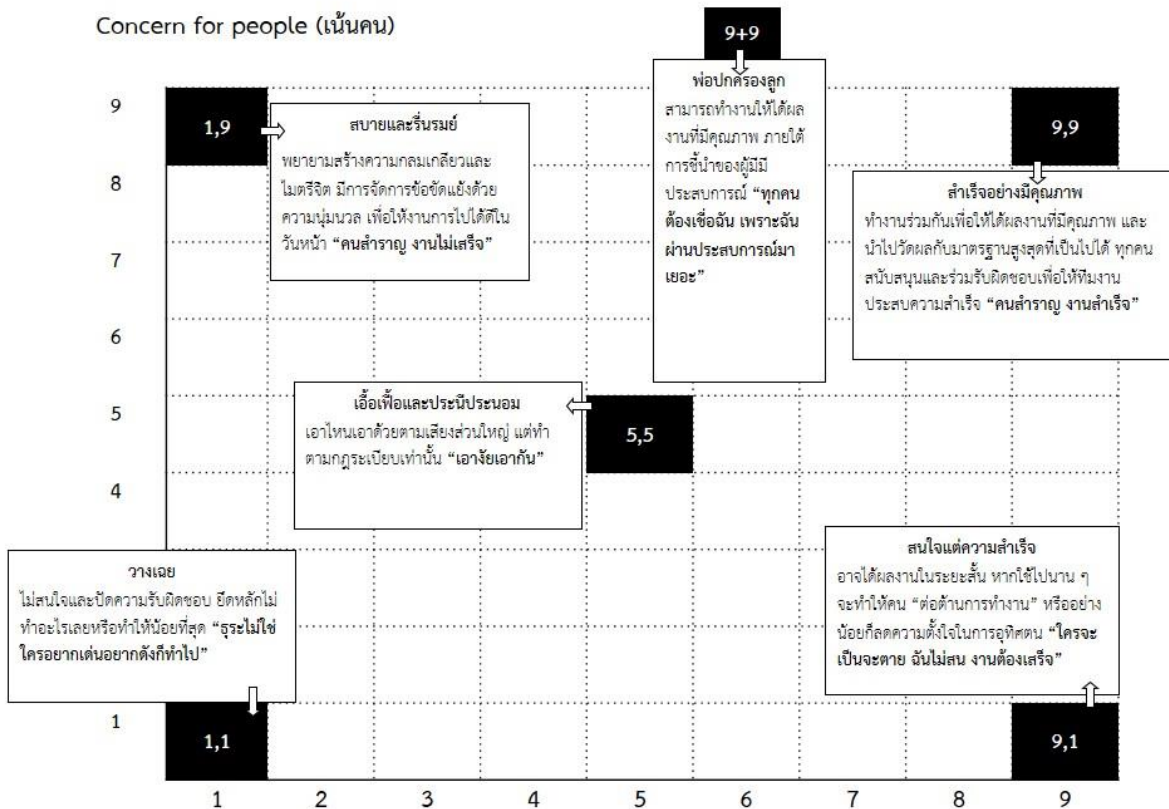 Concern for people (เน้นคน)
9+9
พ่อปกครองลูก
สามารถทำงานให้ได้ผล
งานที่มีคุณภาพ ภายใต้
การชี้นำของผู้มีมี
ประสบการณ์ “ทุกคน
ต้องเชื่อฉัน เพราะฉัน
ผ่านประสบการณ์มา
เยอะ”
9
1,9
สบายและรื่นรมย์
พยายามสร้างความกลมเกลียวและ
ไมตรีจิต มีการจัดการข้อขัดแย้งด้วย
ความนุ่มนวล เพื่อให้งานการไปได้ดีใน
วันหน้า “คนสำราญ งานไม่เสร็จ”
9,9
สำเร็จอย่างมีคุณภาพ
ทำงานร่วมกันเพื่อให้ได้ผลงานที่มีคุณภาพ และ
นำไปวัดผลกับมาตรฐานสูงสุดที่เป็นไปได้ ทุกคน
สนับสนุนและร่วมรับผิดชอบเพื่อให้ทีมงาน
ประสบความสำเร็จ “คนสำราญ งานสำเร็จ”
8
7
6
5
เอื้อเฟื้อและประนีประนอม
เอาไหนเอาด้วยตามเสียงส่วนใหญ่ แต่ทำ
ตามกฎระเบียบเท่านั้น “เอางัยเอากัน”
5,5
4
วางเฉย
ไม่สนใจและปัดความรับผิดชอบ ยึดหลักไม่
ทำอะไรเลยหรือทำให้น้อยที่สุด “ธุระไม่ใช่
ใครอยากเด่นอยากดังก็ทำไป”
สนใจแต่ความสำเร็จ
อาจได้ผลงานในระยะสั้น หากใช้ไปนาน ๆ
จะทำให้คน “ต่อต้านการทำงาน” หรืออย่าง
น้อยก็ลดความตั้งใจในการอุทิศตน “ใครจะ
เป็นจะตาย ฉันไม่สน งานต้องเสร็จ”
1
1,1
9,1
1 2 3 4 5 6 7 8 9